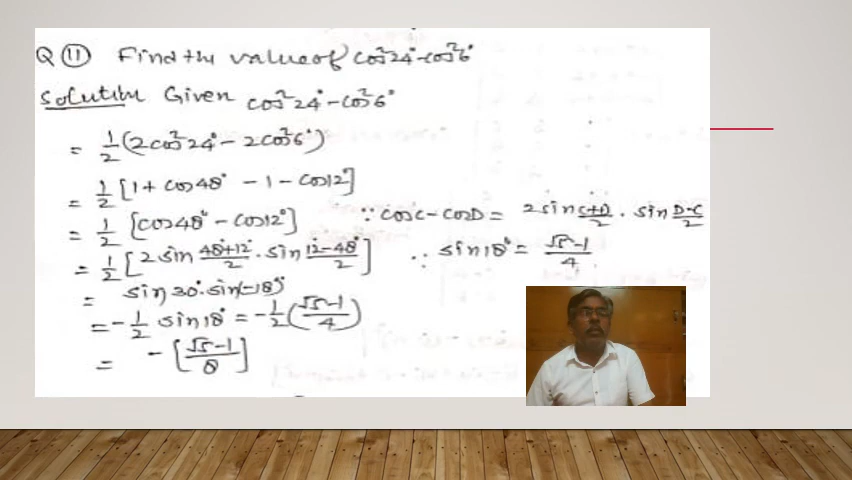 Q 11 Find the value of cos²24° - cos²6°
Solution Given cos²24° - cos²6°
= 1/2 (2cos²24° - 2cos²6°)
= 1/2 [1 + cos48° - 1 - cos12°]
= 1/2 [cos48° - cos12°] ∵ cosC - cosD = 2 sin C+D/2 . sin D-C/2
= 1/2 [2 sin 48°+12°/2 . sin 12-48°/2] ∵ sin18° = √5-1/4
= sin30°. sin(-18)°
= -1/2 sin18° = -1/2 (√5-1/4)
= - [√5-1/8]